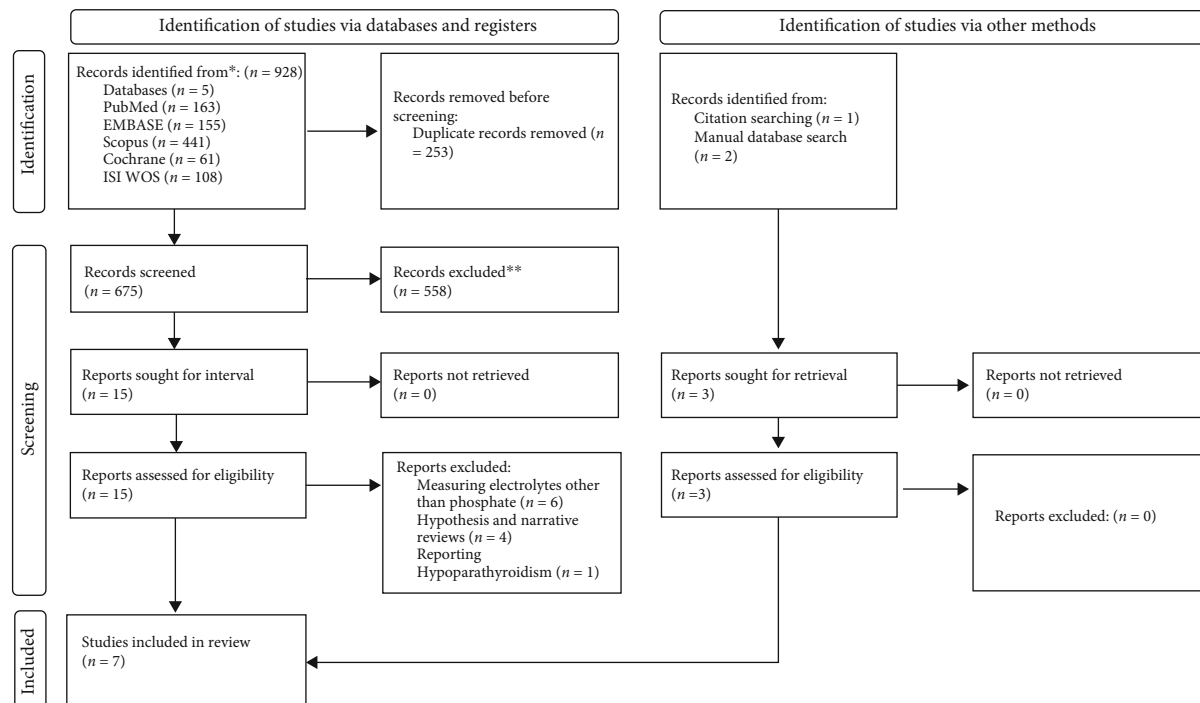 Identification of studies via databases and registers
Identification of studies via other methods
Identification
Records identified from*: (n = 928)
Databases (n = 5)
PubMed (n = 163)
EMBASE (n = 155)
Scopus (n = 441)
Cochrane (n = 61)
ISI WOS (n = 108)
Records removed before
screening:
Duplicate records removed (n
= 253)
Records identified from:
Citation searching (n = 1)
Manual database search
(n = 2)
Screening
Records screened
(n = 675)
Records excluded**
(n = 558)
Reports sought for interval
(n = 15)
Reports not retrieved
(n = 0)
Reports sought for retrieval
(n = 3)
Reports not retrieved
(n = 0)
Reports assessed for eligibility
(n = 15)
Reports excluded:
Measuring electrolytes other
than phosphate (n = 6)
Hypothesis and narrative
reviews (n = 4)
Reporting
Hypoparathyroidism (n = 1)
Reports assessed for eligibility
(n =3)
Reports excluded: (n = 0)
Included
Studies included in review
(n = 7)